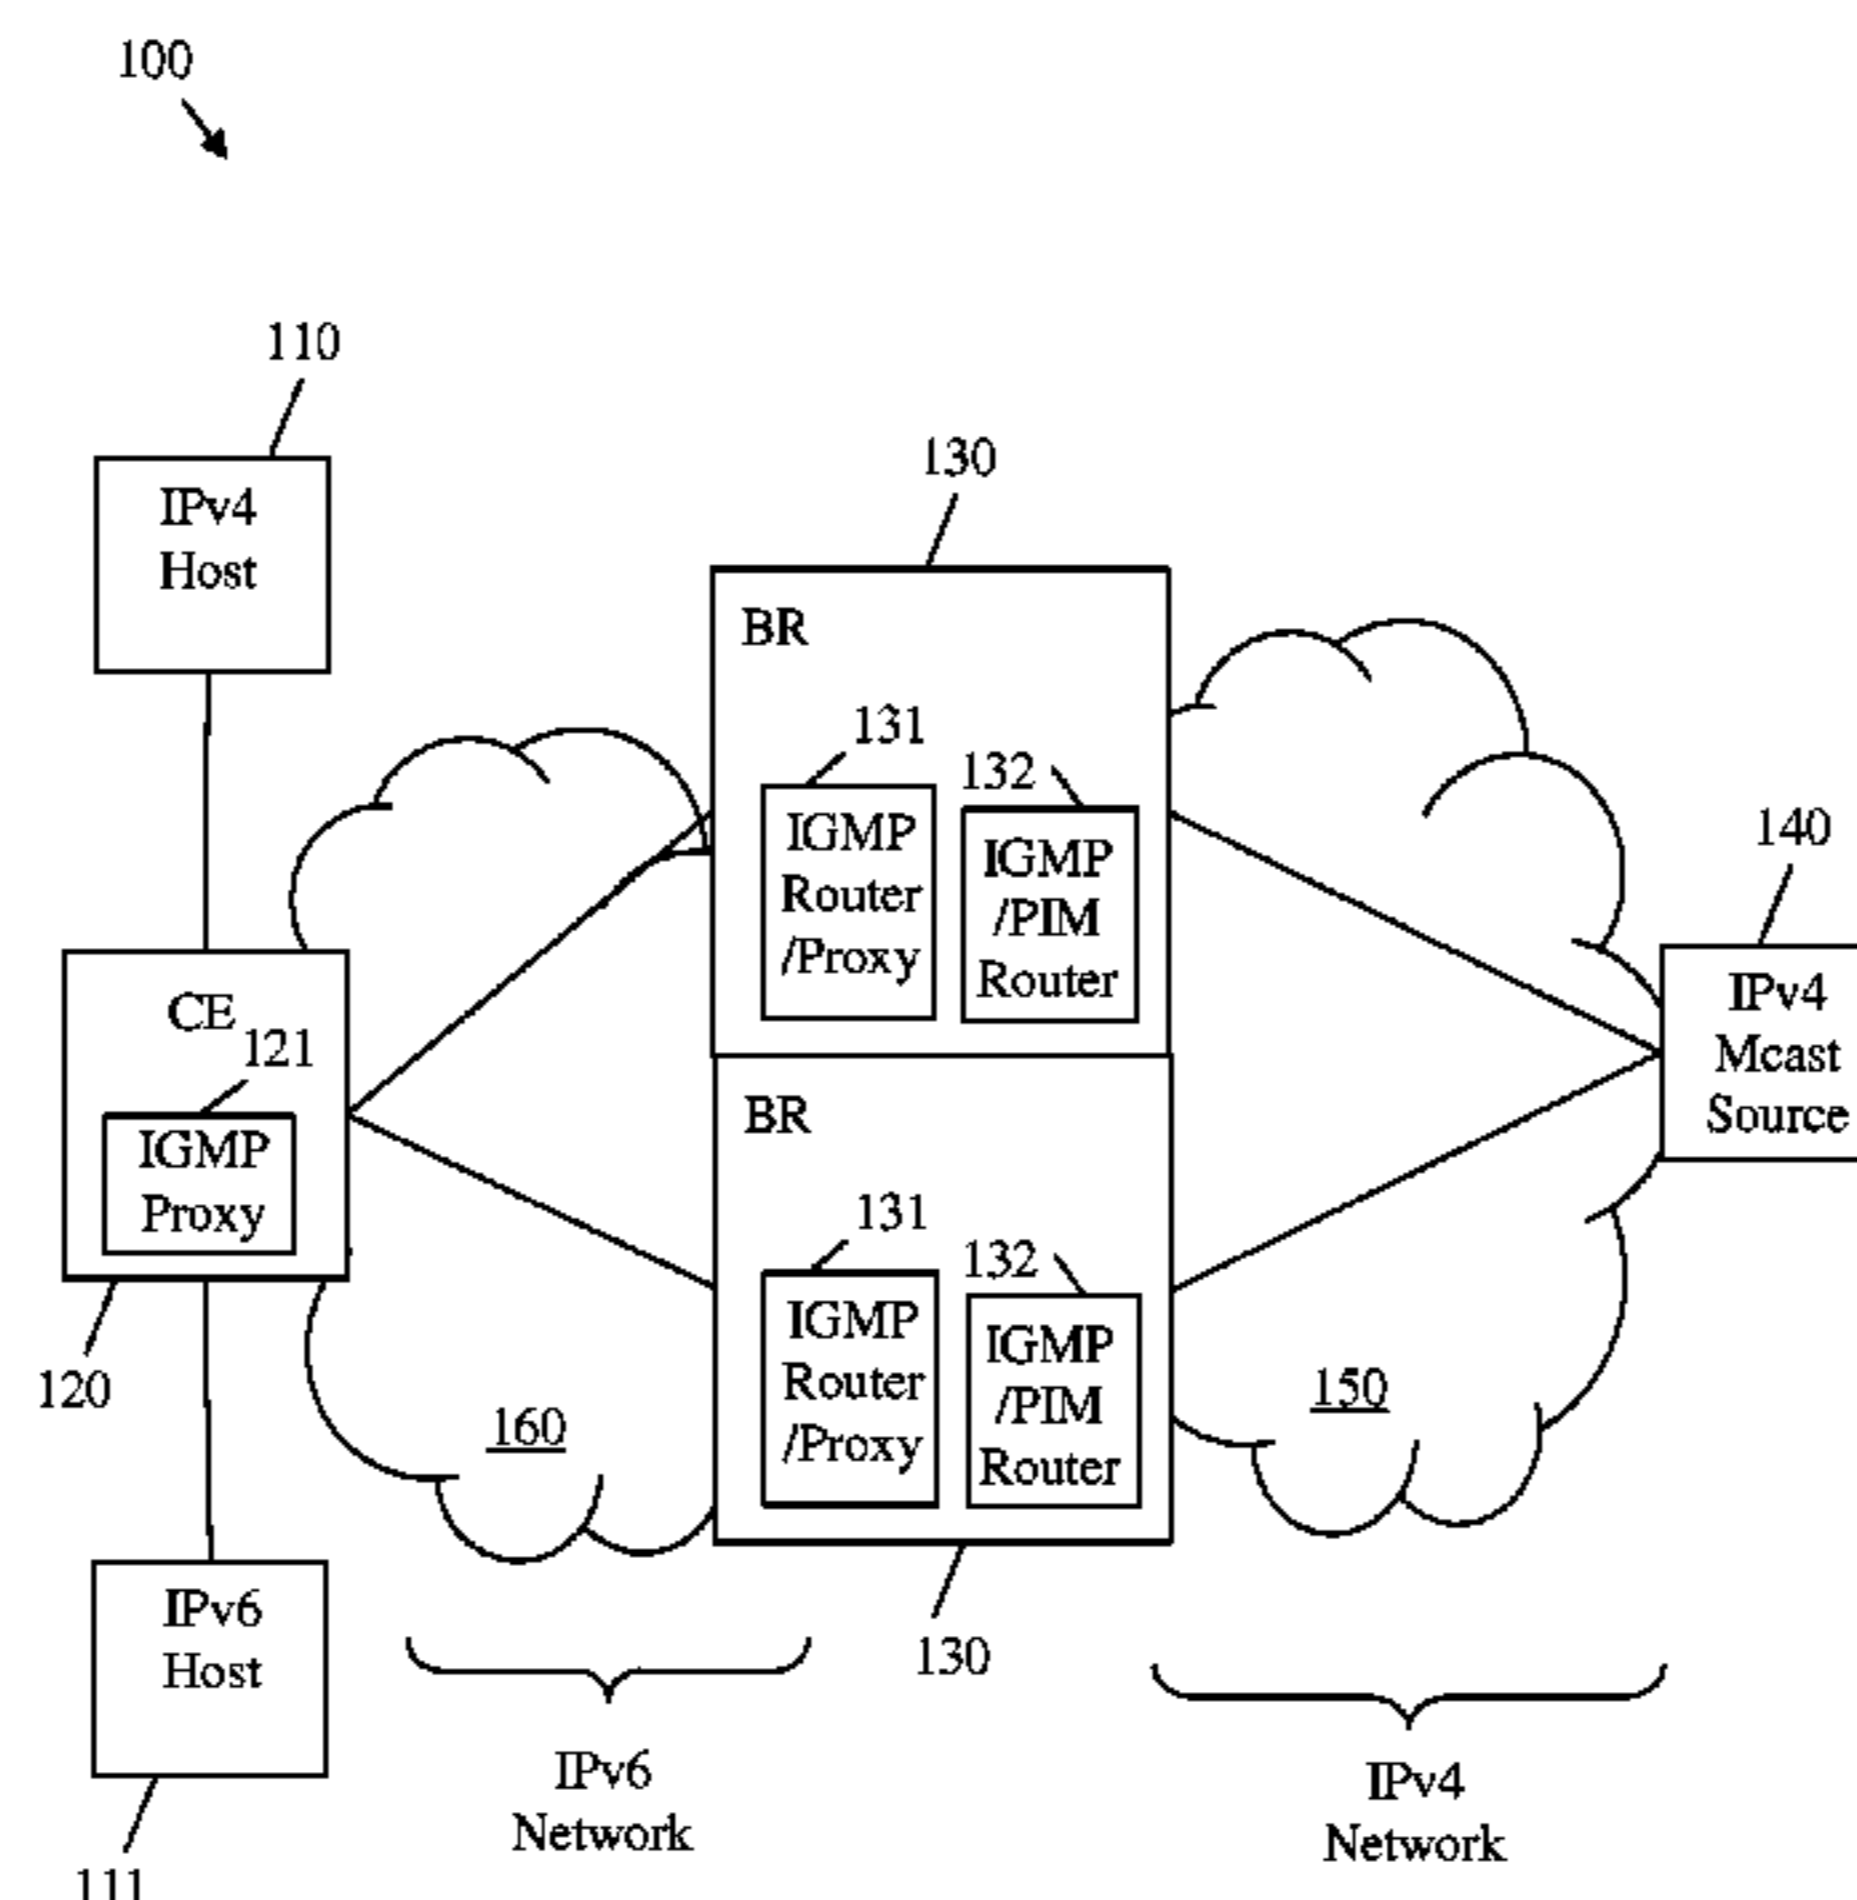 100
110
IPv4
Host
130
BR
131
132
IGMP
Router
/Proxy
IGMP
/PIM
Router
140
IPv4
Mcast
Source
CE
121
IGMP
Proxy
120
BR
131
132
IGMP
Router
/Proxy
IGMP
/PIM
Router
160
150
130
IPv6
Host
111
IPv6
Network
IPv4
Network